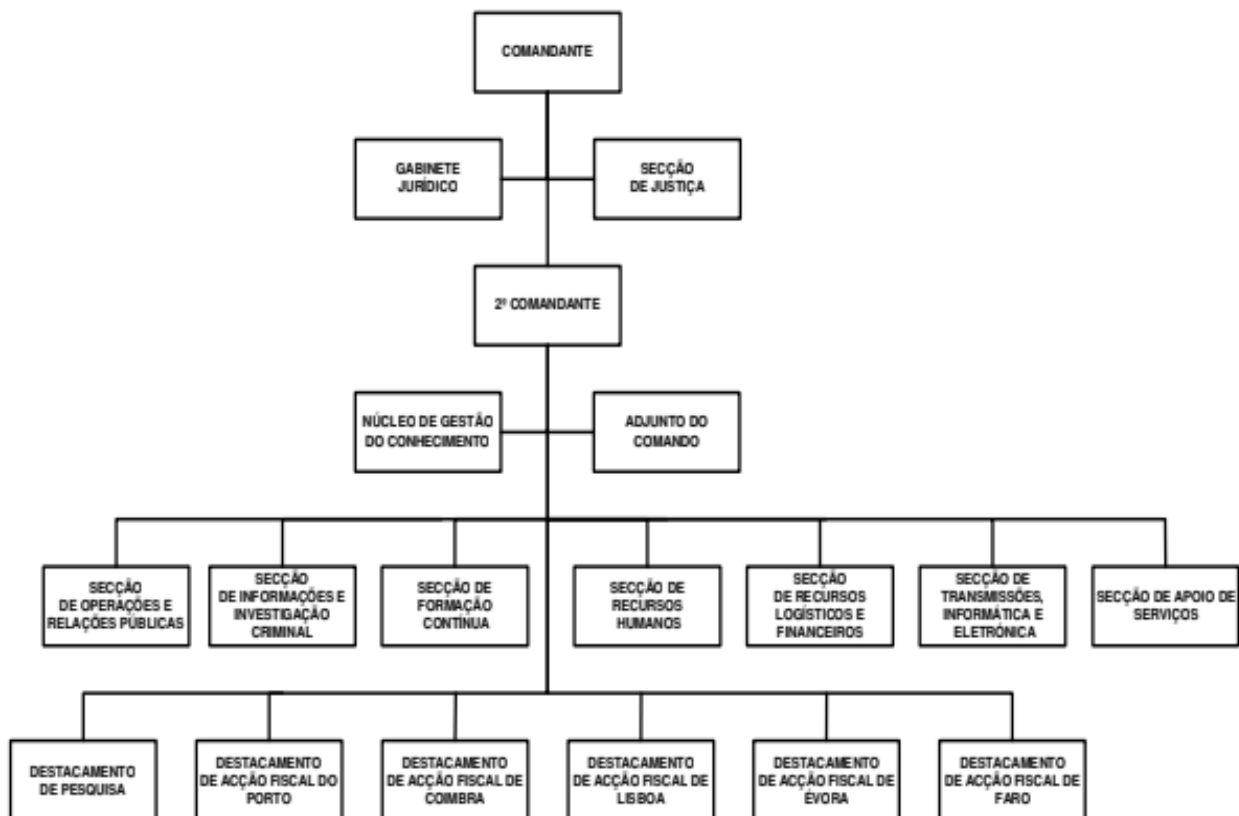 COMANDANTE
GABINETE
JURÍDICO
SECÇÃO
DE JUSTIÇA
2º COMANDANTE
NÚCLEO DE GESTÃO
DO CONHECIMENTO
ADJUNTO DO
COMANDO
SECÇÃO
DE OPERAÇÕES E
RELAÇÕES PÚBLICAS
SECÇÃO
DE INFORMAÇÕES E
INVESTIGAÇÃO
CRIMINAL
SECÇÃO DE
FORMAÇÃO
CONTÍNUA
SECÇÃO DE
RECURSOS
HUMANOS
SECÇÃO
DE RECURSOS
LOGÍSTICOS E
FINANCEIROS
SECÇÃO DE
TRANSMISSÕES,
INFORMÁTICA E
ELETRÓNICA
SECÇÃO DE APOIO DE
SERVIÇOS
DESTACAMENTO
DE PESQUISA
DESTACAMENTO
DE ACÇÃO FISCAL DO
PORTO
DESTACAMENTO
DE ACÇÃO FISCAL DE
COIMBRA
DESTACAMENTO
DE ACÇÃO FISCAL DE
LISBOA
DESTACAMENTO
DE ACÇÃO FISCAL DE
ÉVORA
DESTACAMENTO
DE ACÇÃO FISCAL DE
FARO